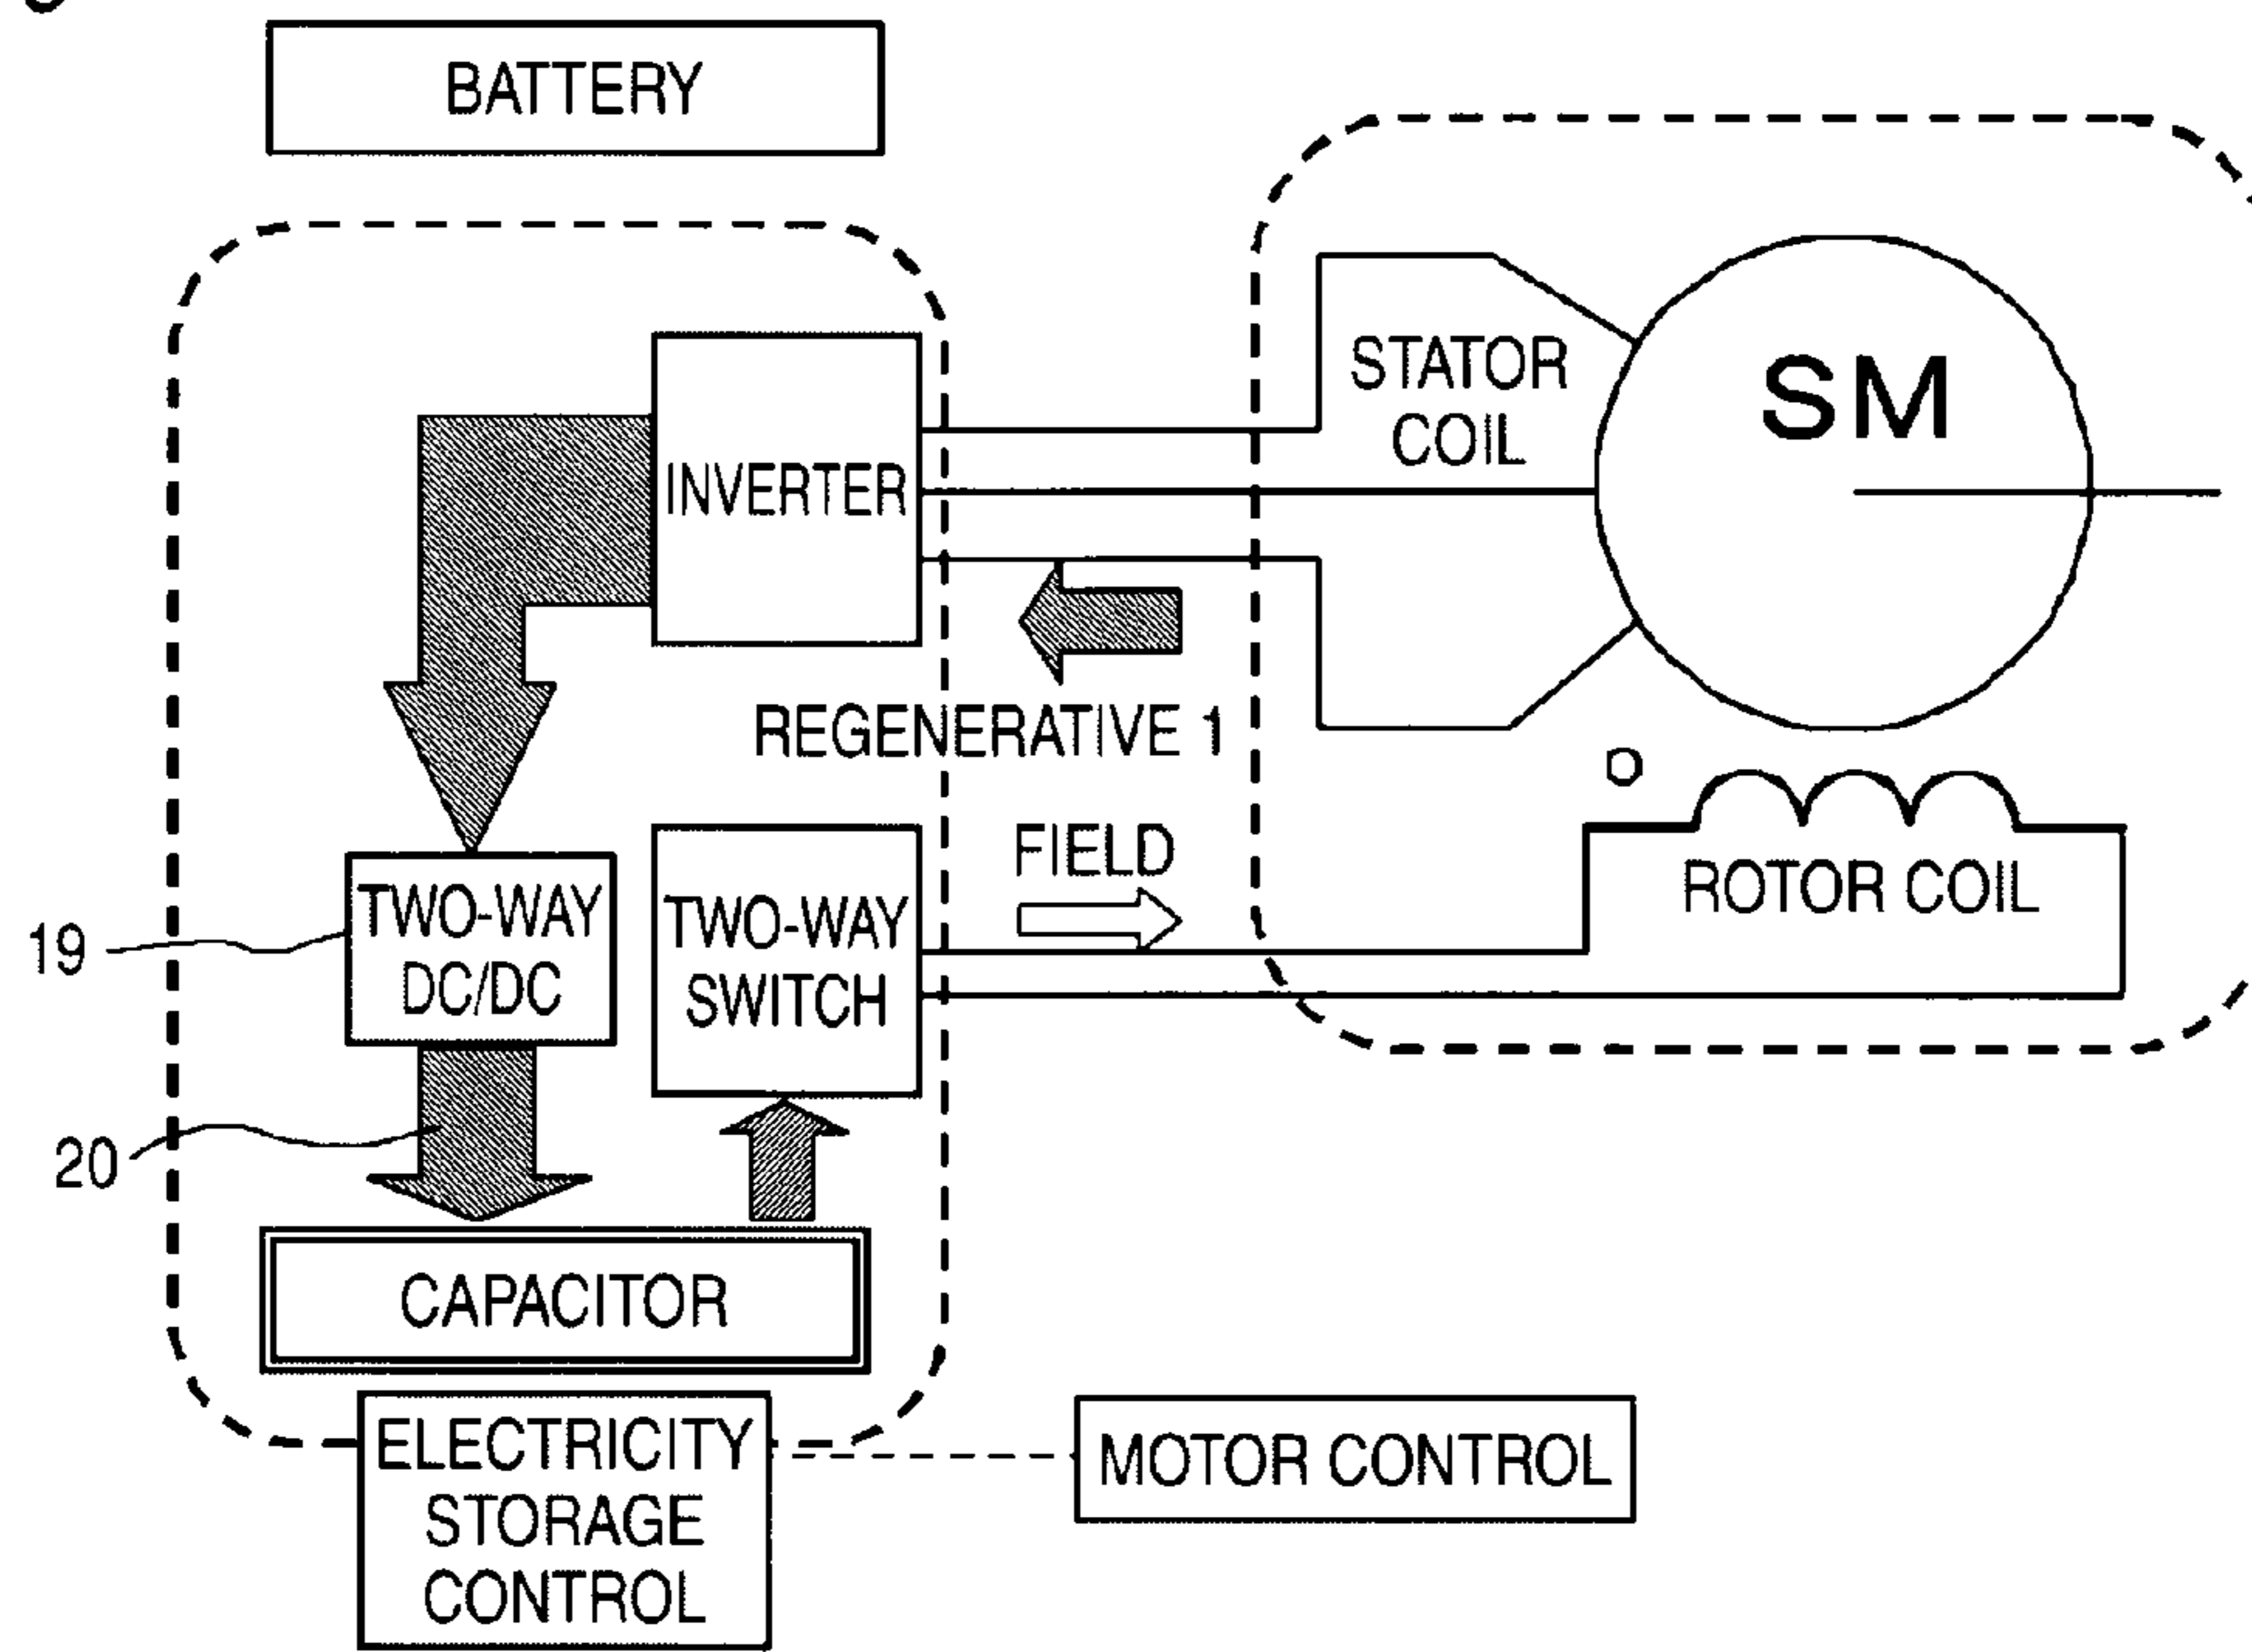 BATTERY
STATOR
COIL
SM
INVERTER
REGENERATIVE 1
FIELD
ROTOR COIL
19
TWO-WAY
DC/DC
TWO-WAY
SWITCH
20
CAPACITOR
ELECTRICITY
STORAGE
CONTROL
MOTOR CONTROL